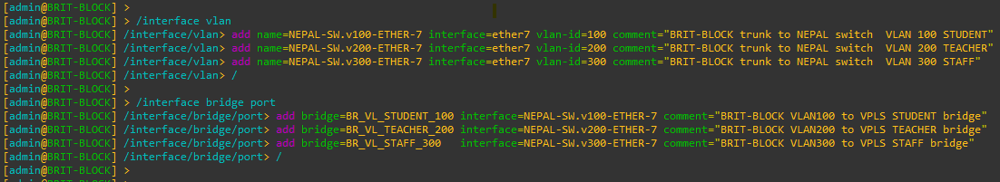 [admin@BRIT-BLOCK] >
[admin@BRIT-BLOCK] > /interface vlan
[admin@BRIT-BLOCK] /interface/vlan> add name=NEPAL-SW.v100-ETHER-7 interface=ether7 vlan-id=100 comment="BRIT-BLOCK trunk to NEPAL switch  VLAN 100 STUDENT"
[admin@BRIT-BLOCK] /interface/vlan> add name=NEPAL-SW.v200-ETHER-7 interface=ether7 vlan-id=200 comment="BRIT-BLOCK trunk to NEPAL switch  VLAN 200 TEACHER"
[admin@BRIT-BLOCK] /interface/vlan> add name=NEPAL-SW.v300-ETHER-7 interface=ether7 vlan-id=300 comment="BRIT-BLOCK trunk to NEPAL switch  VLAN 300 STAFF"
[admin@BRIT-BLOCK] /interface/vlan> /
[admin@BRIT-BLOCK] >
[admin@BRIT-BLOCK] > /interface bridge port
[admin@BRIT-BLOCK] /interface/bridge/port> add bridge=BR_VL_STUDENT_100 interface=NEPAL-SW.v100-ETHER-7 comment="BRIT-BLOCK VLAN100 to VPLS STUDENT bridge"
[admin@BRIT-BLOCK] /interface/bridge/port> add bridge=BR_VL_TEACHER_200 interface=NEPAL-SW.v200-ETHER-7 comment="BRIT-BLOCK VLAN200 to VPLS TEACHER bridge"
[admin@BRIT-BLOCK] /interface/bridge/port> add bridge=BR_VL_STAFF_300   interface=NEPAL-SW.v300-ETHER-7 comment="BRIT-BLOCK VLAN300 to VPLS STAFF bridge"
[admin@BRIT-BLOCK] /interface/bridge/port> /
[admin@BRIT-BLOCK] >
[admin@BRIT-BLOCK] >